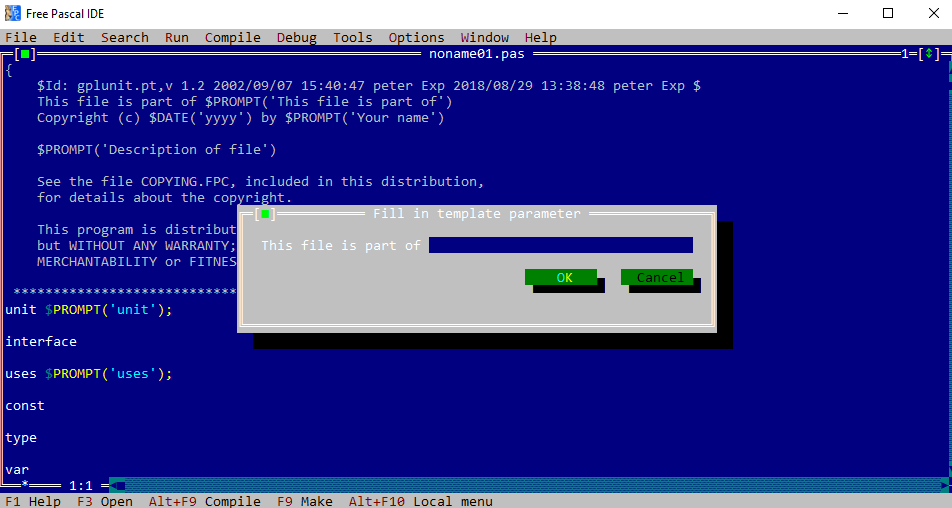 Free Pascal IDE
File Edit Search Run Compile Debug Tools Options Window Help
noname01.pas 1
{
$Id: gplunit.pt,v 1.2 2002/09/07 15:40:47 peter Exp 2018/08/29 13:38:48 peter Exp $
This file is part of $PROMPT('This file is part of')
Copyright (c) $DATE('yyyy') by $PROMPT('Your name')
$PROMPT('Description of file')
See the file COPYING.FPC, included in this distribution,
for details about the copyright.
This program is distribut
but WITHOUT ANY WARRANTY;
MERCHANTABILITY or FITNES
****************************
unit $PROMPT('unit');
interface
uses $PROMPT('uses');
const
type
var
Fill in template parameter
This file is part of
OK Cancel
* 1:1
F1 Help F3 Open Alt+F9 Compile F9 Make Alt+F10 Local menu